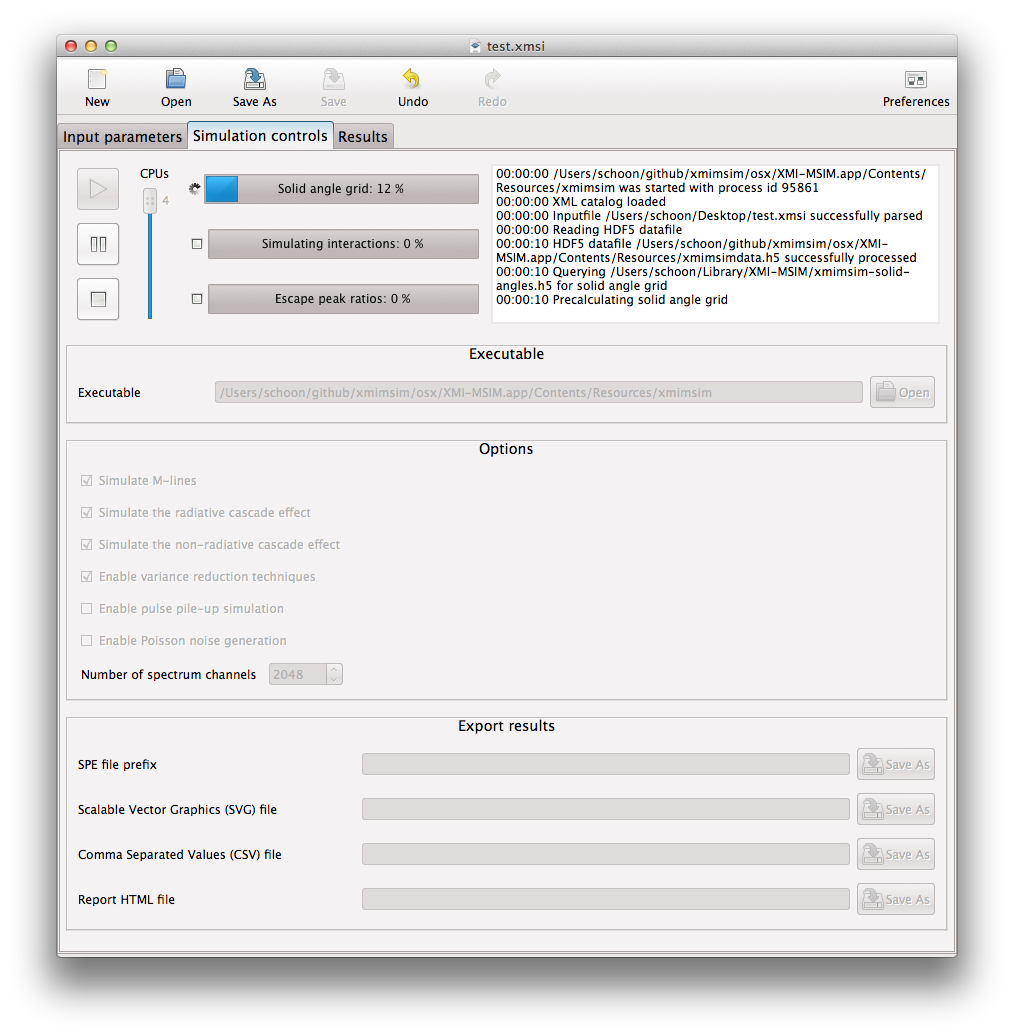 test.xmsi
New
Open
Save As
Save
Undo
Redo
Preferences
Input parameters
Simulation controls
Results
CPUs
4
Solid angle grid: 12 %
Simulating interactions: 0 %
Escape peak ratios: 0 %
00:00:00 /Users/schoon/github/xmimsim/osx/XMI-MSIM.app/Contents/
Resources/xmimsim was started with process id 95861
00:00:00 XML catalog loaded
00:00:00 Inputfile /Users/schoon/Desktop/test.xmsi successfully parsed
00:00:00 Reading HDF5 datafile
00:00:10 HDF5 datafile /Users/schoon/github/xmimsim/osx/XMI-
MSIM.app/Contents/Resources/xmimsimdata.h5 successfully processed
00:00:10 Querying /Users/schoon/Library/XMI-MSIM/xmimsim-solid-
angles.h5 for solid angle grid
00:00:10 Precalculating solid angle grid
Executable
Executable
/Users/schoon/github/xmimsim/osx/XMI-MSIM.app/Contents/Resources/xmimsim
Open
Options
Simulate M-lines
Simulate the radiative cascade effect
Simulate the non-radiative cascade effect
Enable variance reduction techniques
Enable pulse pile-up simulation
Enable Poisson noise generation
Number of spectrum channels
2048
Export results
SPE file prefix
Save As
Scalable Vector Graphics (SVG) file
Save As
Comma Separated Values (CSV) file
Save As
Report HTML file
Save As